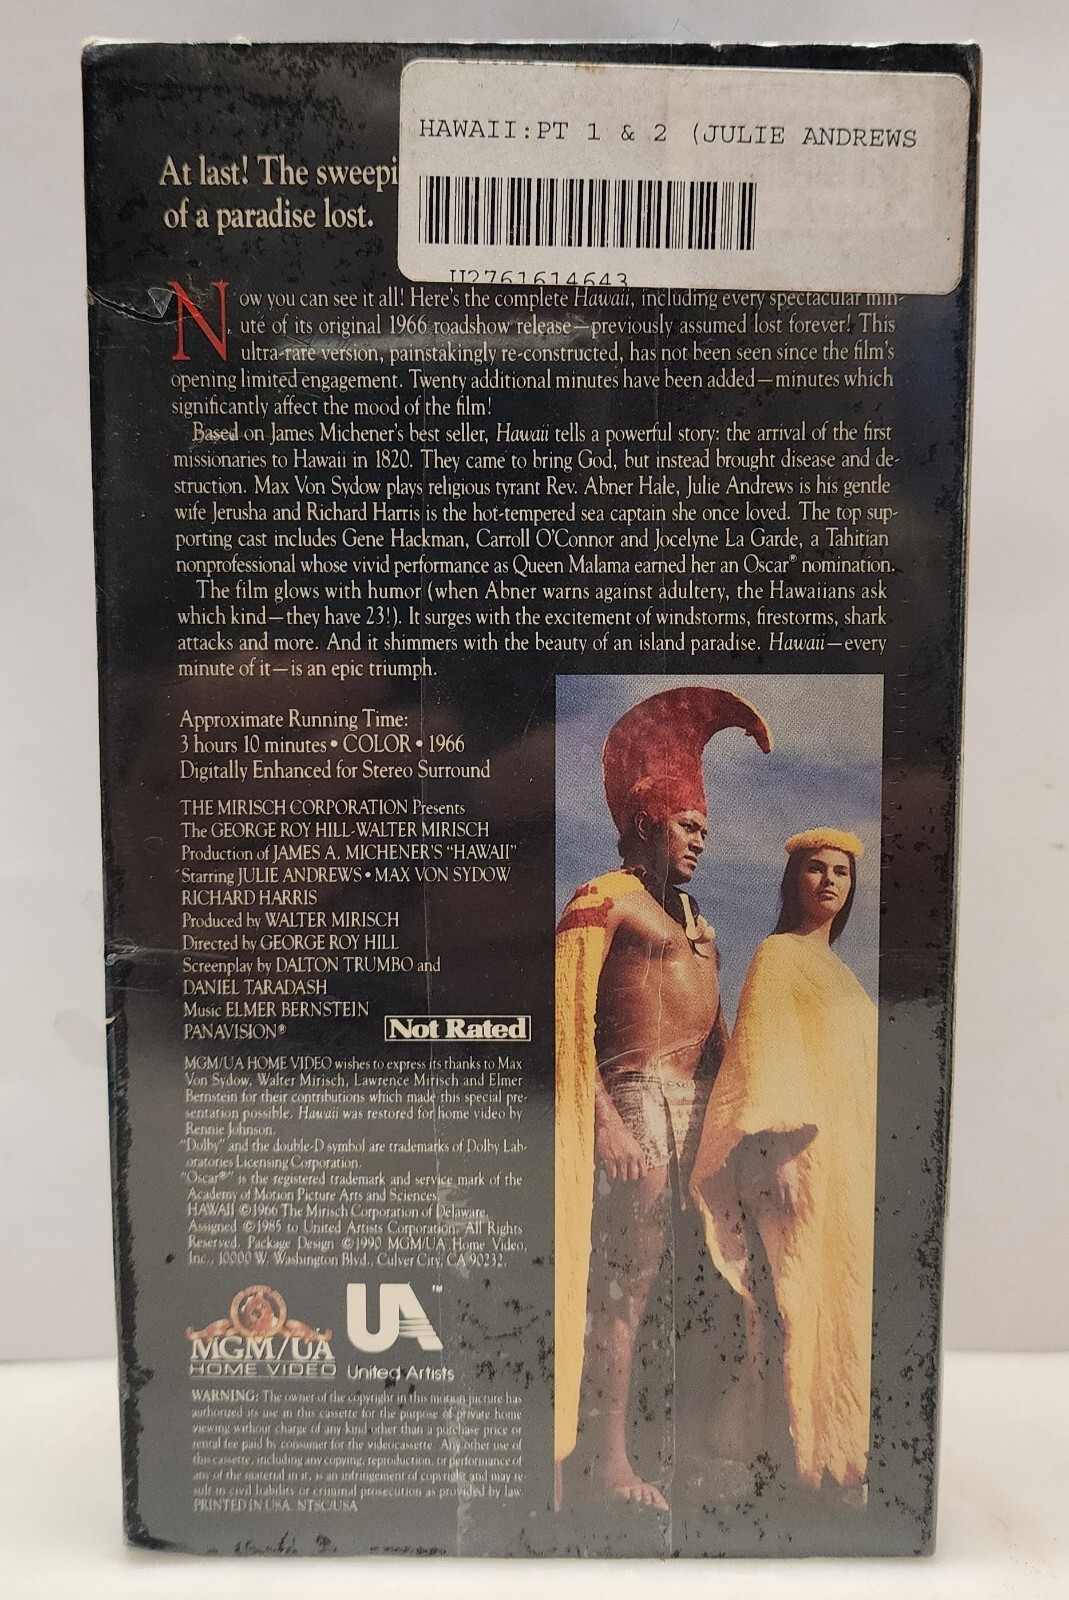 HAWAII:PT 1 & 2 (JULIE ANDREWS
U2761614643
At last! The sweepi
of a paradise lost.
Now you can see it all! Here's the complete Hawaii, including every spectacular min-
ute of its original 1966 roadshow release—previously assumed lost forever! This
ultra-rare version, painstakingly re-constructed, has not been seen since the film's
opening limited engagement. Twenty additional minutes have been added—minutes which
significantly affect the mood of the film!
Based on James Michener's best seller, Hawaii tells a powerful story: the arrival of the first
missionaries to Hawaii in 1820. They came to bring God, but instead brought disease and de-
struction. Max Von Sydow plays religious tyrant Rev. Abner Hale, Julie Andrews is his gentle
wife Jerusha and Richard Harris is the hot-tempered sea captain she once loved. The top sup-
porting cast includes Gene Hackman, Carroll O'Connor and Jocelyne La Garde, a Tahitian
nonprofessional whose vivid performance as Queen Malama earned her an Oscar® nomination.
The film glows with humor (when Abner warns against adultery, the Hawaiians ask
which kind—they have 23!). It surges with the excitement of windstorms, firestorms, shark
attacks and more. And it shimmers with the beauty of an island paradise. Hawaii—every
minute of it—is an epic triumph.
Approximate Running Time:
3 hours 10 minutes • COLOR • 1966
Digitally Enhanced for Stereo Surround
THE MIRISCH CORPORATION Presents
The GEORGE ROY HILL-WALTER MIRISCH
Production of JAMES A. MICHENER'S "HAWAII"
Starring JULIE ANDREWS • MAX VON SYDOW
RICHARD HARRIS
Produced by WALTER MIRISCH
Directed by GEORGE ROY HILL
Screenplay by DALTON TRUMBO and
DANIEL TARADASH
Music ELMER BERNSTEIN
PANAVISION®
Not Rated
MGM/UA HOME VIDEO wishes to express its thanks to Max
Von Sydow, Walter Mirisch, Lawrence Mirisch and Elmer
Bernstein for their contributions which made this special pre-
sentation possible. Hawaii was restored for home video by
Rennie Johnson.
"Dolby" and the double-D symbol are trademarks of Dolby Lab-
oratories Licensing Corporation.
"Oscar®" is the registered trademark and service mark of the
Academy of Motion Picture Arts and Sciences.
HAWAII ©1966 The Mirisch Corporation of Delaware.
Assigned ©1985 to United Artists Corporation. All Rights
Reserved. Package Design ©1990 MGM/UA Home Video,
Inc., 10000 W. Washington Blvd., Culver City, CA 90232.
MGM/UA
HOME VIDEO
UA™
United Artists
WARNING: The owner of the copyright in this motion picture has
authorized its use in this cassette for the purpose of private home
viewing without charge of any kind other than a purchase price or
rental fee paid by consumer for the videocassette. Any other use of
this cassette, including any copying, reproduction, or performance of
any of the material in it, is an infringement of copyright and may re-
sult in civil liability or criminal prosecution as provided by law.
PRINTED IN USA. NTSC/USA